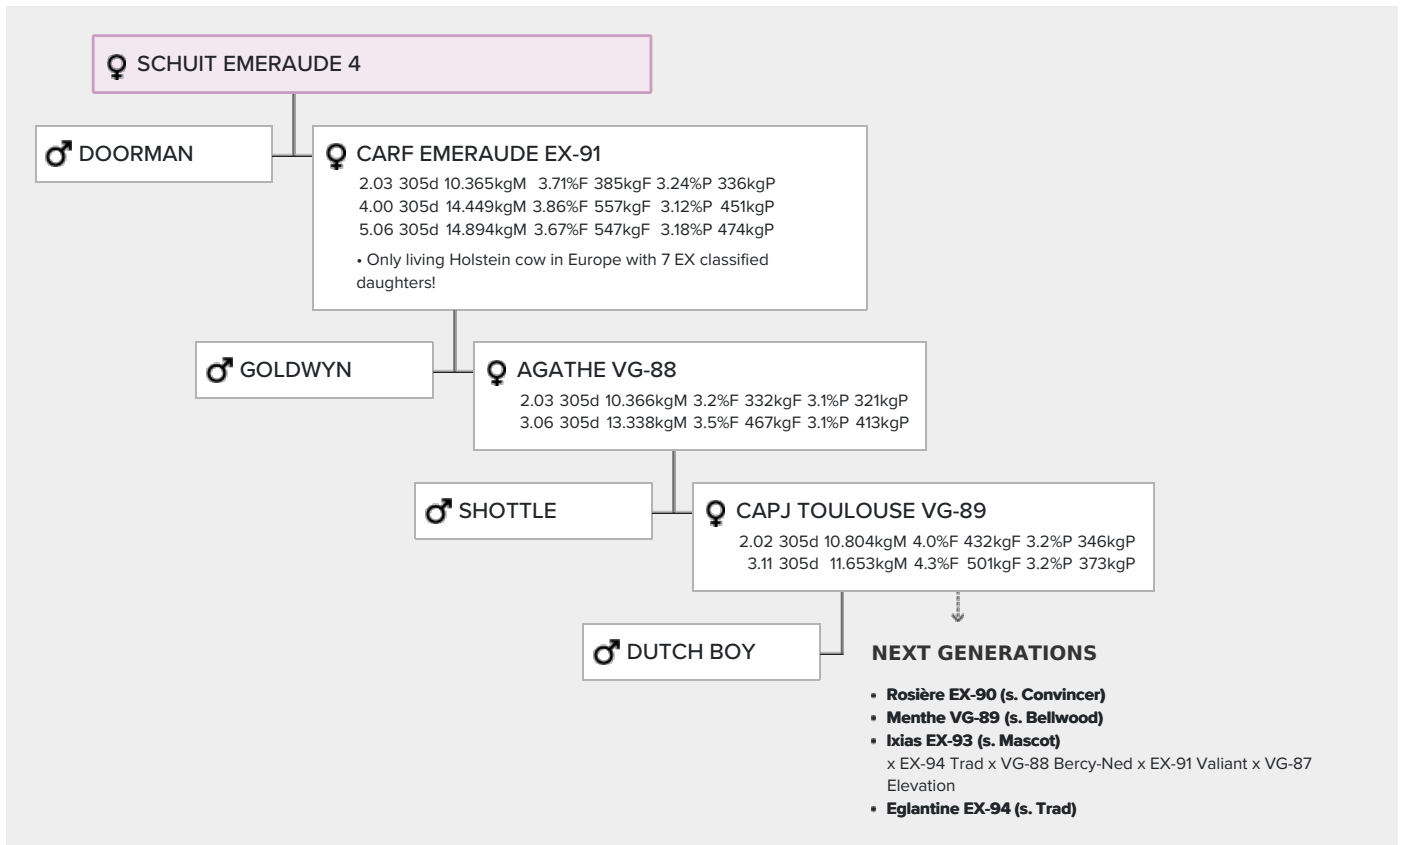 SCHUIT EMERAUDE 4
DOORMAN
CARF EMERAUDE EX-91
2.03 305d 10.365kgM 3.71%F 385kgF 3.24%P 336kgP
4.00 305d 14.449kgM 3.86%F 557kgF 3.12%P 451kgP
5.06 305d 14.894kgM 3.67%F 547kgF 3.18%P 474kgP
• Only living Holstein cow in Europe with 7 EX classified
daughters!
GOLDWYN
AGATHE VG-88
2.03 305d 10.366kgM 3.2%F 332kgF 3.1%P 321kgP
3.06 305d 13.338kgM 3.5%F 467kgF 3.1%P 413kgP
SHOTTLE
CAPJ TOULOUSE VG-89
2.02 305d 10.804kgM 4.0%F 432kgF 3.2%P 346kgP
3.11 305d 11.653kgM 4.3%F 501kgF 3.2%P 373kgP
DUTCH BOY
NEXT GENERATIONS
• Rosière EX-90 (s. Convincer)
• Menthe VG-89 (s. Bellwood)
• Ixias EX-93 (s. Mascot)
x EX-94 Trad x VG-88 Bercy-Ned x EX-91 Valiant x VG-87
Elevation
• Eglantine EX-94 (s. Trad)